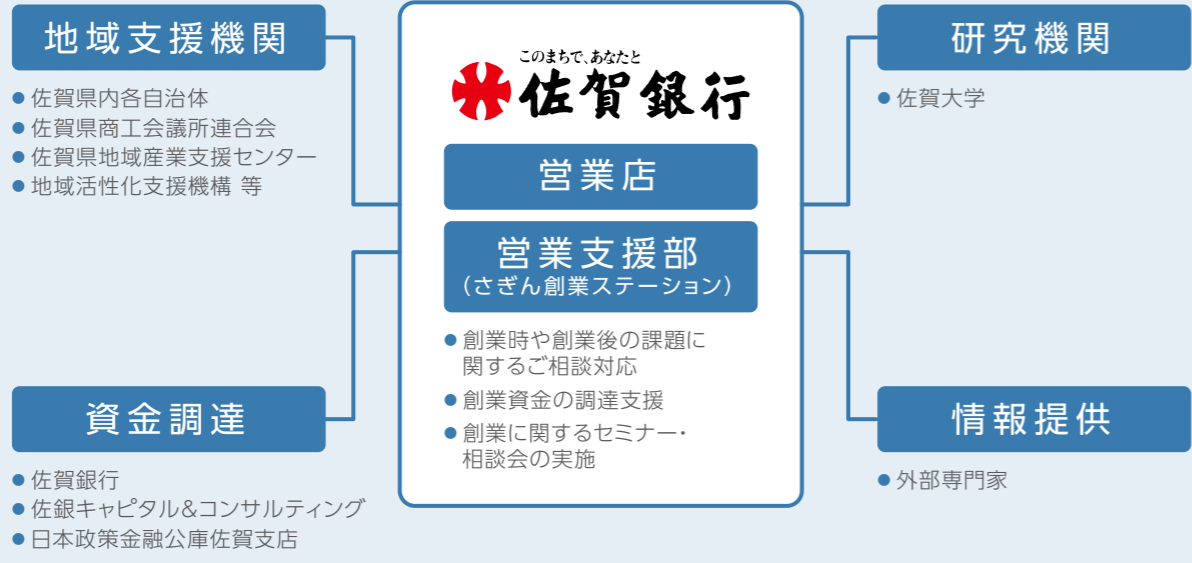 地域支援機関
● 佐賀県内各自治体
● 佐賀県商工会議所連合会
● 佐賀県地域産業支援センター
● 地域活性化支援機構 等
資金調達
● 佐賀銀行
● 佐銀キャピタル&コンサルティング
● 日本政策金融公庫佐賀支店
このまちで、あなたと
佐賀銀行
営業店
営業支援部
(さぎん創業ステーション)
● 創業時や創業後の課題に
関するご相談対応
● 創業資金の調達支援
● 創業に関するセミナー・
相談会の実施
研究機関
● 佐賀大学
情報提供
● 外部専門家